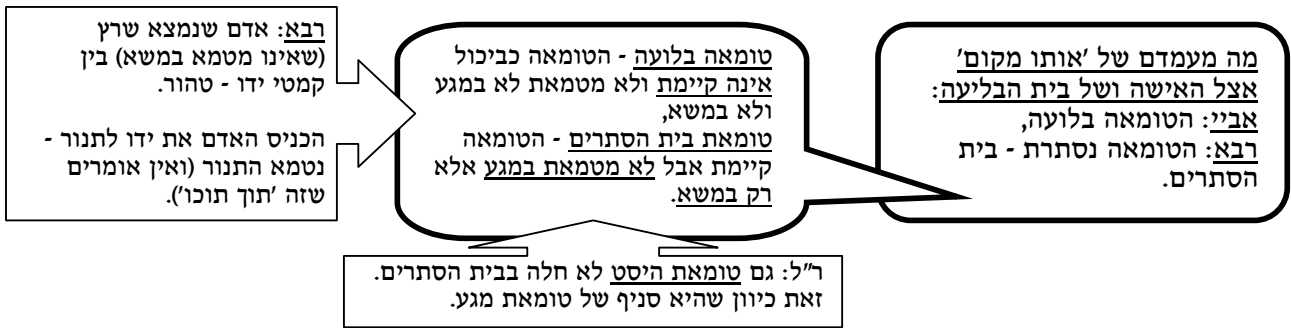 מה מעמדם של 'אותו מקום'
אצל האישה ושל בית הבליעה:
אביי: הטומאה בלועה,
רבא: הטומאה נסתרת - בית
הסתרים.
טומאה בלועה - הטומאה כביכול
אינה קיימת ולא מטמאת לא במגע
ולא במשא,
טומאת בית הסתרים - הטומאה
קיימת אבל לא מטמאת במגע אלא
רק במשא.
רבא: אדם שנמצא שרץ
(שאינו מטמא במשא) בין
קמטי ידו - טהור.
הכניס האדם את ידו לתנור -
נטמא התנור (ואין אומרים
שזה 'תוך תוכו').
ר"ל: גם טומאת היסט לא חלה בבית הסתרים.
זאת כיוון שהיא סניף של טומאת מגע.